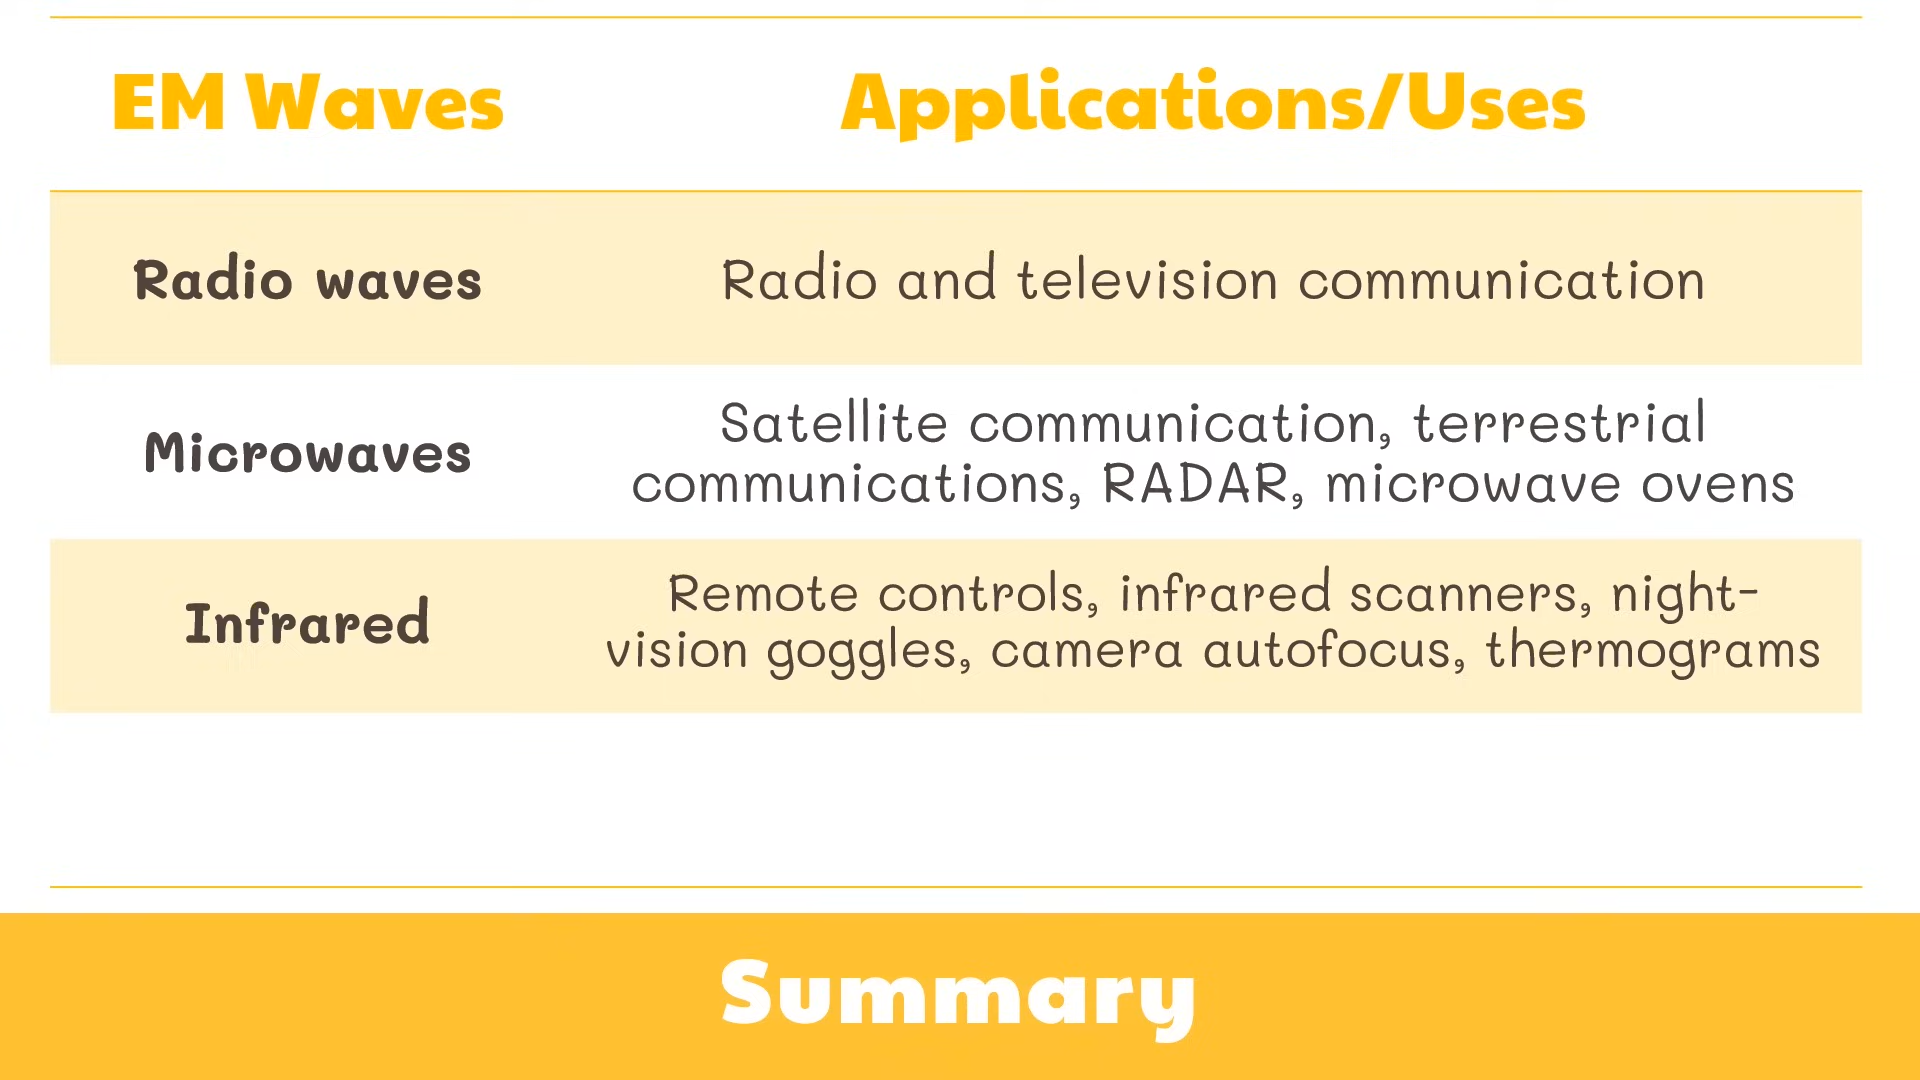 EM Waves Applications/Uses
Radio waves Radio and television communication
Microwaves Satellite communication, terrestrial
communications, RADAR, microwave ovens
Infrared Remote controls, infrared scanners, night-
vision goggles, camera autofocus, thermograms
Summary